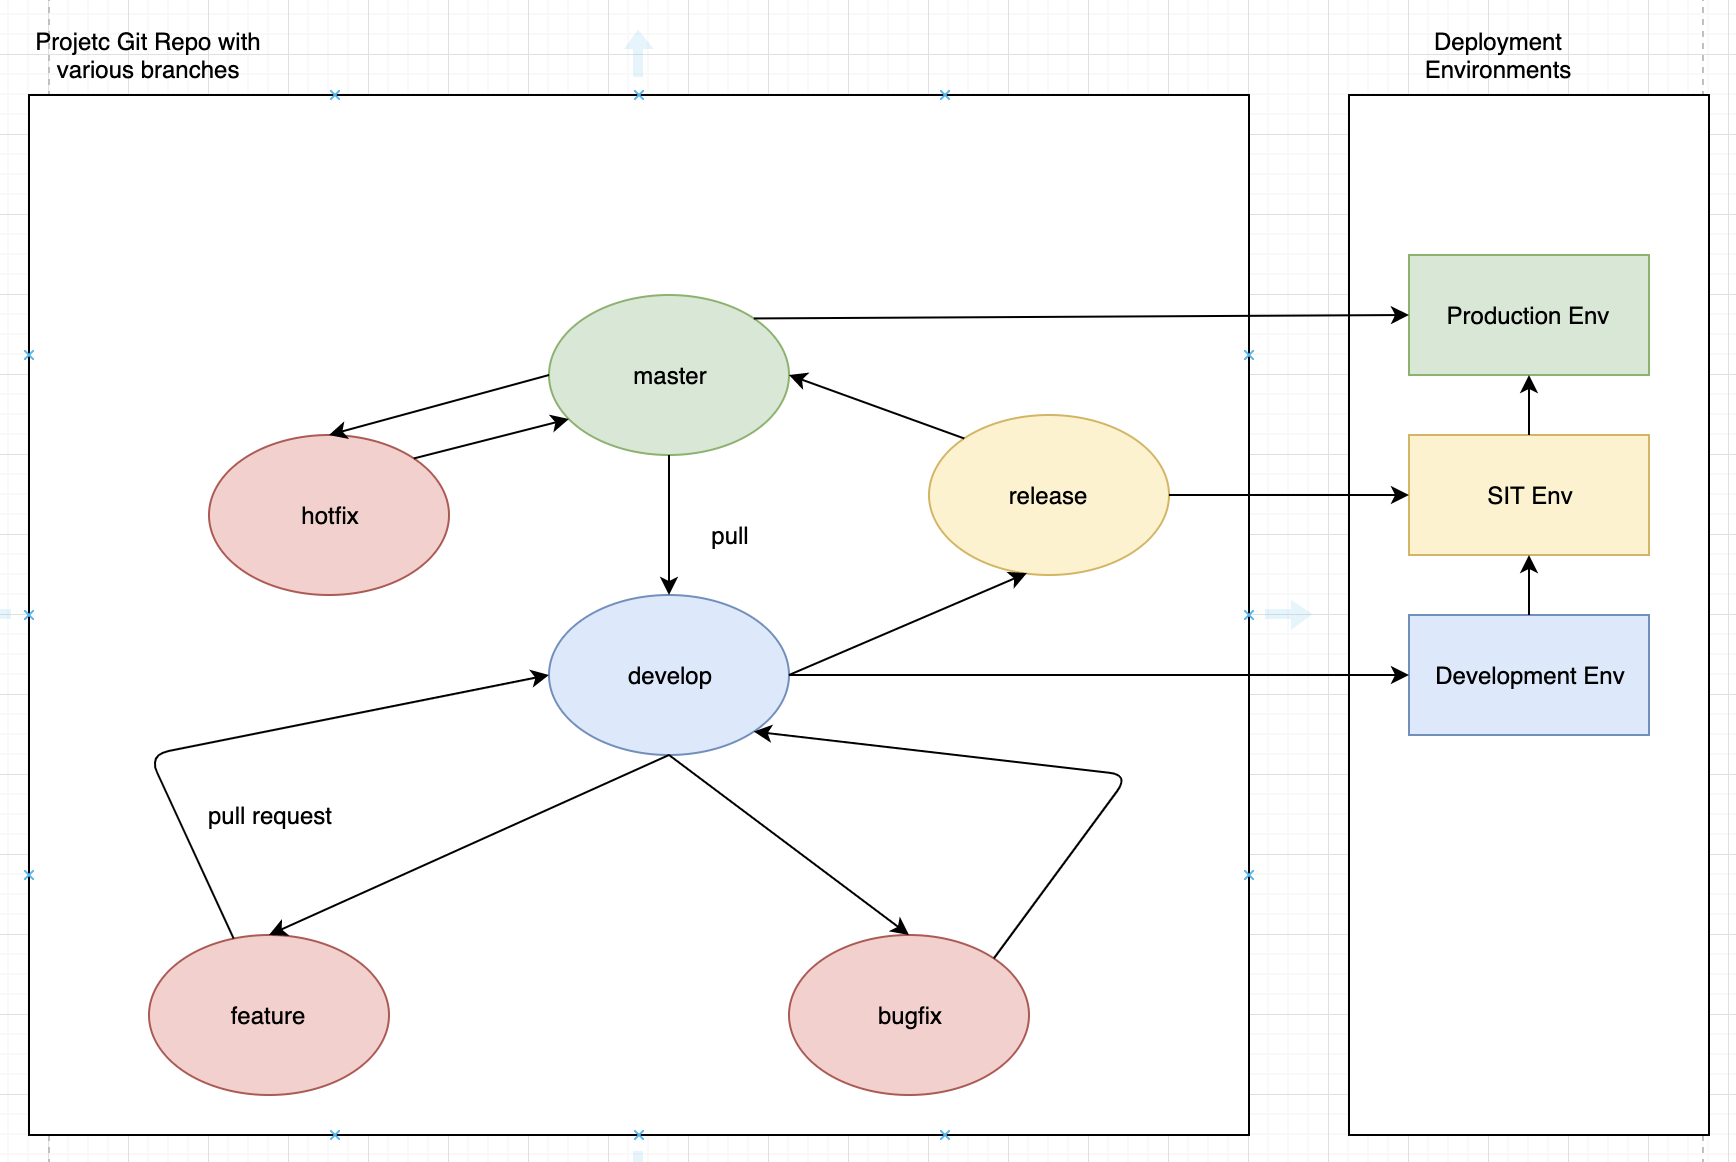 Projetc Git Repo with
various branches
Deployment
Environments
Production Env
master
release
SIT Env
hotfix
pull
develop
Development Env
pull request
feature
bugfix